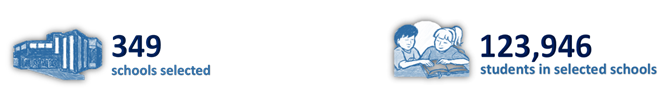 349
schools selected
123,946
students in selected schools